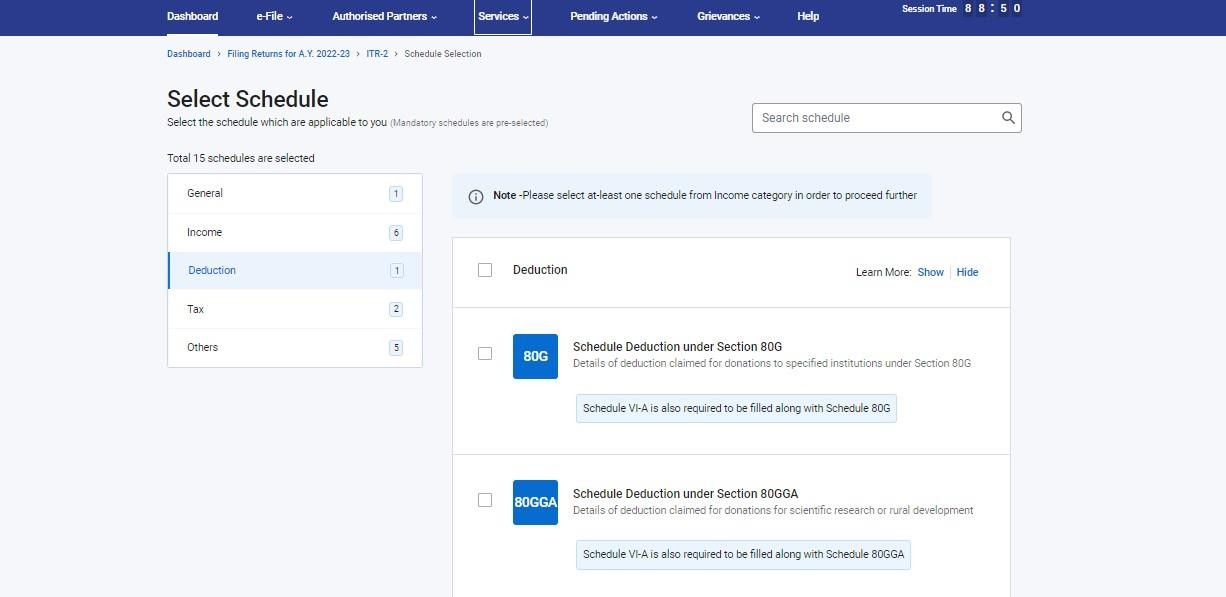 Dashboard e-File Authorised Partners Services Pending Actions Grievances Help Session Time 8 8 : 5 0
Dashboard > Filing Returns for A.Y. 2022-23 > ITR-2 > Schedule Selection
Select Schedule
Select the schedule which are applicable to you (Mandatory schedules are pre-selected)
Search schedule
Total 15 schedules are selected
General 1
Income 6
Deduction 1
Tax 2
Others 5
Note -Please select at-least one schedule from Income category in order to proceed further
Deduction Learn More: Show Hide
80G
Schedule Deduction under Section 80G
Details of deduction claimed for donations to specified institutions under Section 80G
Schedule VI-A is also required to be filled along with Schedule 80G
80GGA
Schedule Deduction under Section 80GGA
Details of deduction claimed for donations for scientific research or rural development
Schedule VI-A is also required to be filled along with Schedule 80GGA